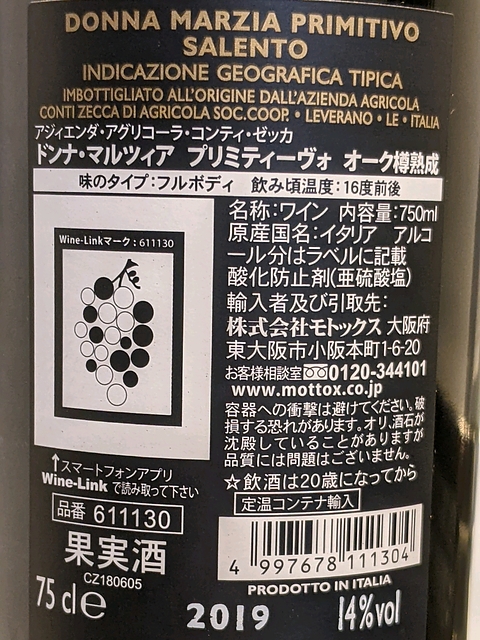 DONNA MARZIA PRIMITIVO
SALENTO
INDICAZIONE GEOGRAFICA TIPICA
IMBOTTIGLIATO ALL'ORIGINE DALL'AZIENDA AGRICOLA
CONTI ZECCA DI AGRICOLA SOC.COOP. • LEVERANO • LE • ITALIA
アジィエンダ・アグリコーラ・コンティ・ゼッカ
ドンナ・マルツィア プリミティーヴォ オーク樽熟成
味のタイプ:フルボディ 飲み頃温度:16度前後
Wine-Linkマーク:611130
↑スマートフォンアプリ
Wine-Link で読み取って下さい
品番 611130
果実酒
CZ180605
75 cl e
名称:ワイン 内容量:750ml
原産国名:イタリア アルコ
ール分はラベルに記載
酸化防止剤(亜硫酸塩)
輸入者及び引取先:
株式会社モトックス 大阪府
東大阪市小阪本町1-6-20
お客様相談室 0120-344101
www.mottox.co.jp
容器への衝撃は避けてください。破
損する恐れがあります。オリ、酒石が
沈殿していることがありますが
品質には問題はございません。
☆飲酒は20歳になってから
定温コンテナ輸入
4 997678 111304
PRODOTTO IN ITALIA
2019
14%vol